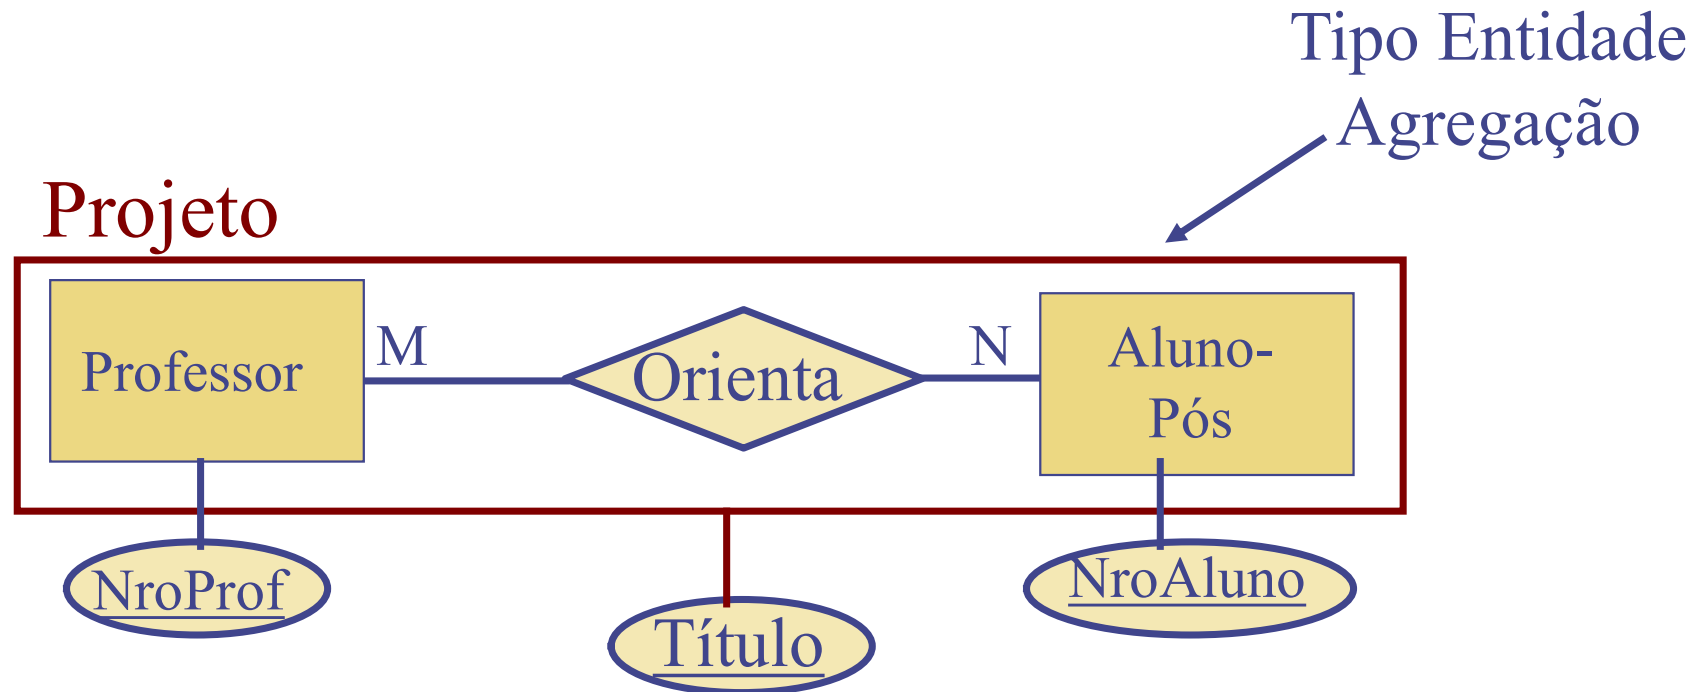 Tipo Entidade
Agregação
Projeto
Professor
M
Orienta
N
Aluno-
Pós
NroProf
Título
NroAluno